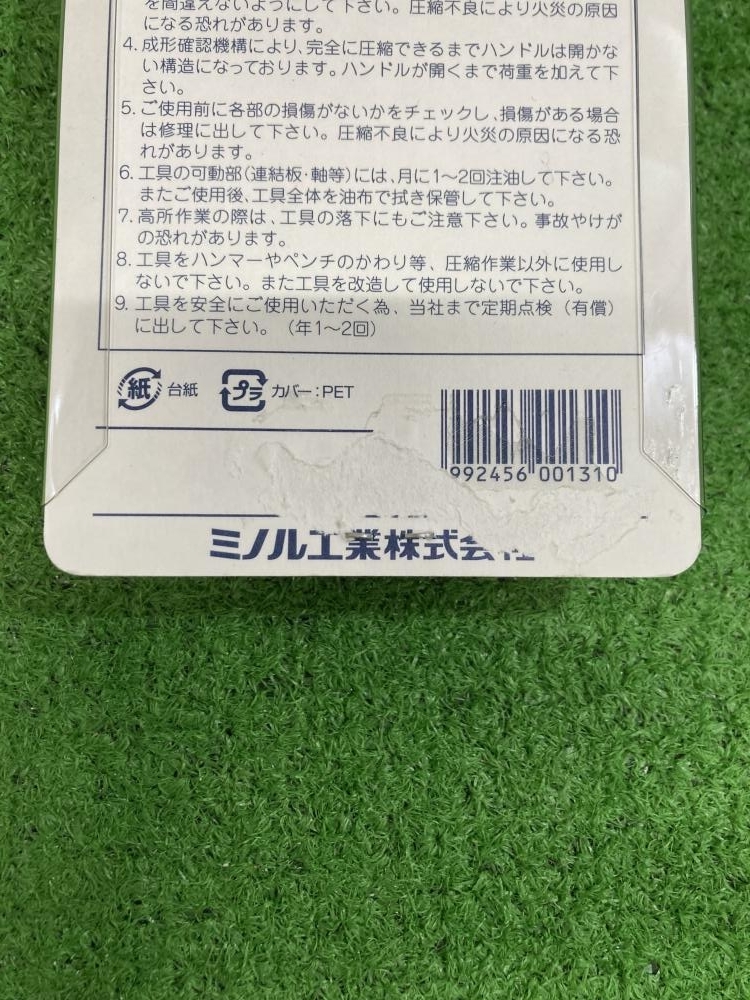 を間違えないようにして下さい。圧縮不良により火災の原因
になる恐れがあります。
4. 成形確認機構により、完全に圧縮できるまでハンドルは開かな
い構造になっております。ハンドルが開くまで荷重を加えて下
さい。
5. ご使用前に各部の損傷がないかをチェックし、損傷がある場合
は修理に出して下さい。圧縮不良により火災の原因になる恐
れがあります。
6. 工具の可動部(連結板・軸等)には、月に1〜2回注油して下さい。
またご使用後、工具全体を油布で拭き保管して下さい。
7. 高所作業の際は、工具の落下にもご注意下さい。事故やけが
の恐れがあります。
8. 工具をハンマーやペンチのかわり等、圧縮作業以外に使用し
ないで下さい。また工具を改造して使用しないで下さい。
9. 工具を安全にご使用いただく為、当社まで定期点検(有償)
に出して下さい。(年1〜2回)
紙 台紙 プラ カバー:PET
992456 001310
ミノル工業株式会社